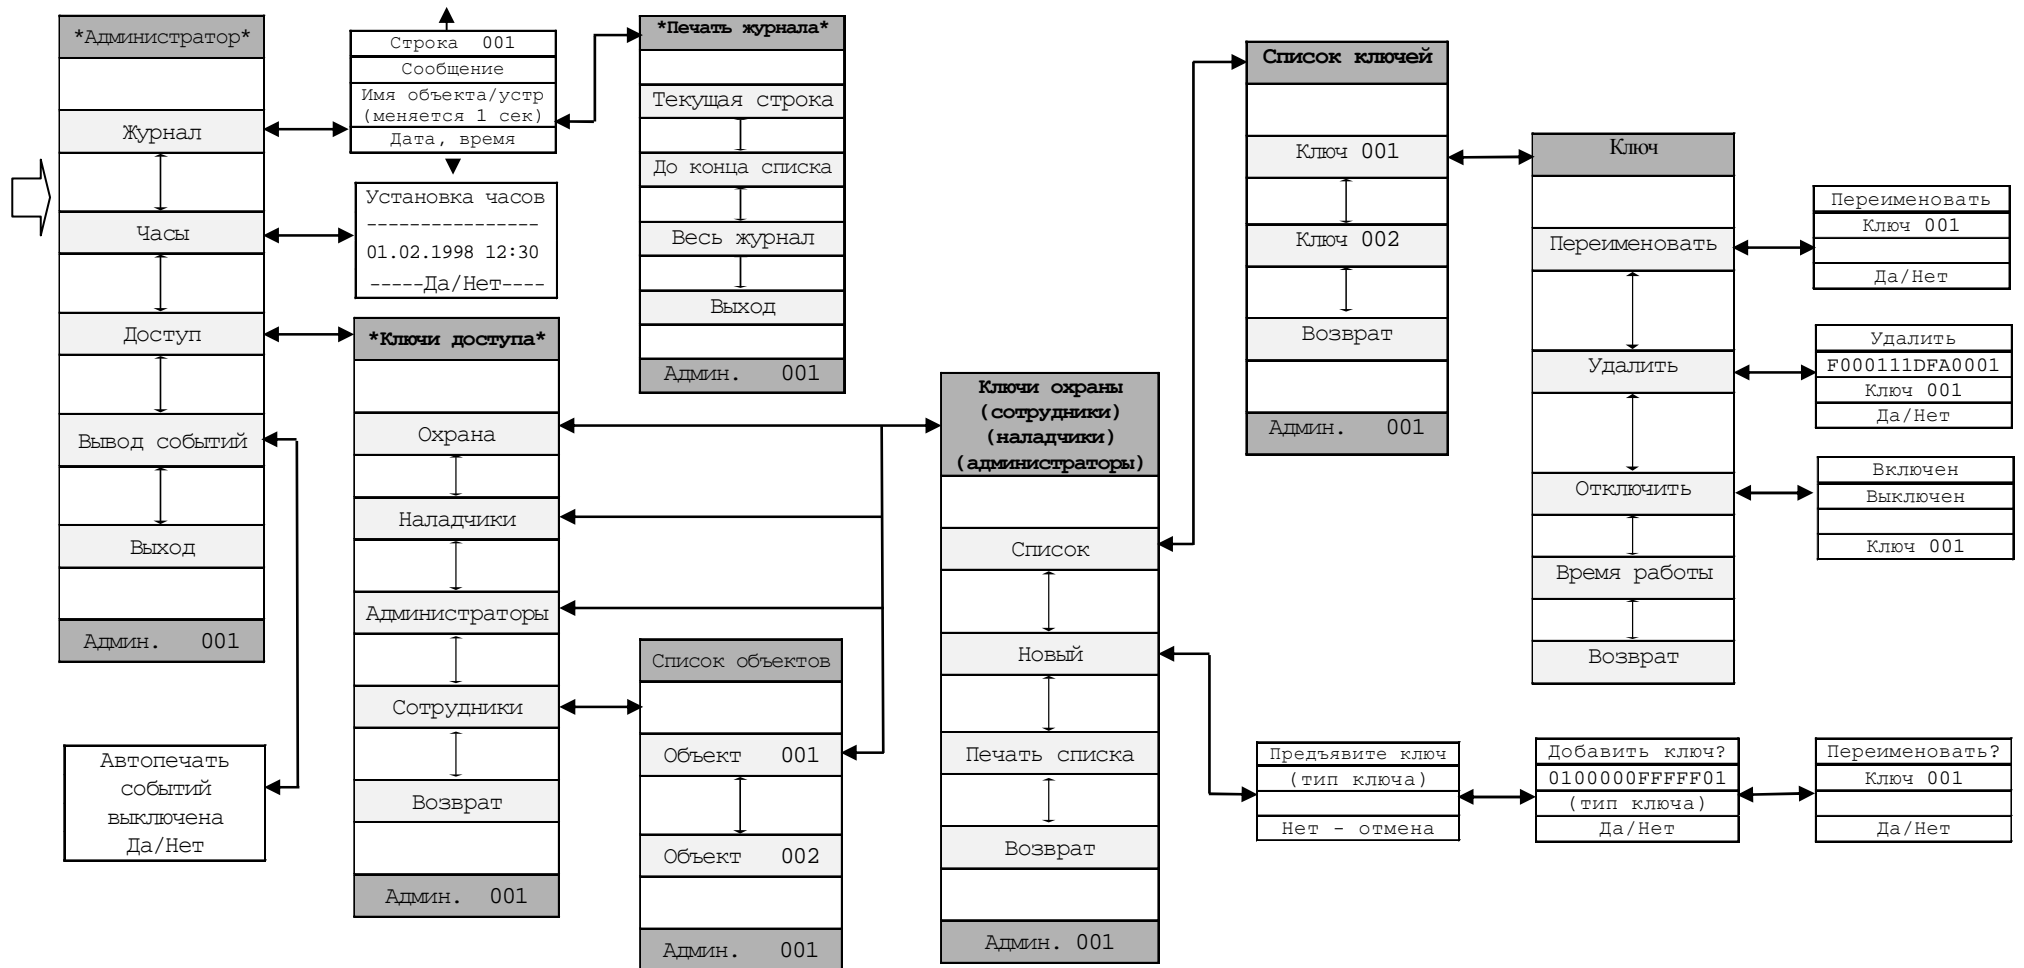 *Администратор*
Журнал
Часы
Доступ
Вывод событий
Выход
Админ. 001
Автопечать
событий
выключена
Да/Нет
Строка 001
Сообщение
Имя объекта/устр
(меняется 1 сек)
Дата, время
Установка часов
----------------
01.02.1998 12:30
-----Да/Нет----
*Ключи доступа*
Охрана
Наладчики
Администраторы
Сотрудники
Возврат
Админ. 001
*Печать журнала*
Текущая строка
До конца списка
Весь журнал
Выход
Админ. 001
Список объектов
Объект 001
Объект 002
Админ. 001
Ключи охраны
(сотрудники)
(наладчики)
(администраторы)
Список
Новый
Печать списка
Возврат
Админ. 001
Список ключей
Ключ 001
Ключ 002
Возврат
Админ. 001
Ключ
Переименовать
Удалить
Отключить
Время работы
Возврат
Переименовать
Ключ 001
Да/Нет
Удалить
F000111DFA0001
Ключ 001
Да/Нет
Включен
Выключен
Ключ 001
Предъявите ключ
(тип ключа)
Нет - отмена
Добавить ключ?
0100000FFFFF01
(тип ключа)
Да/Нет
Переименовать?
Ключ 001
Да/Нет